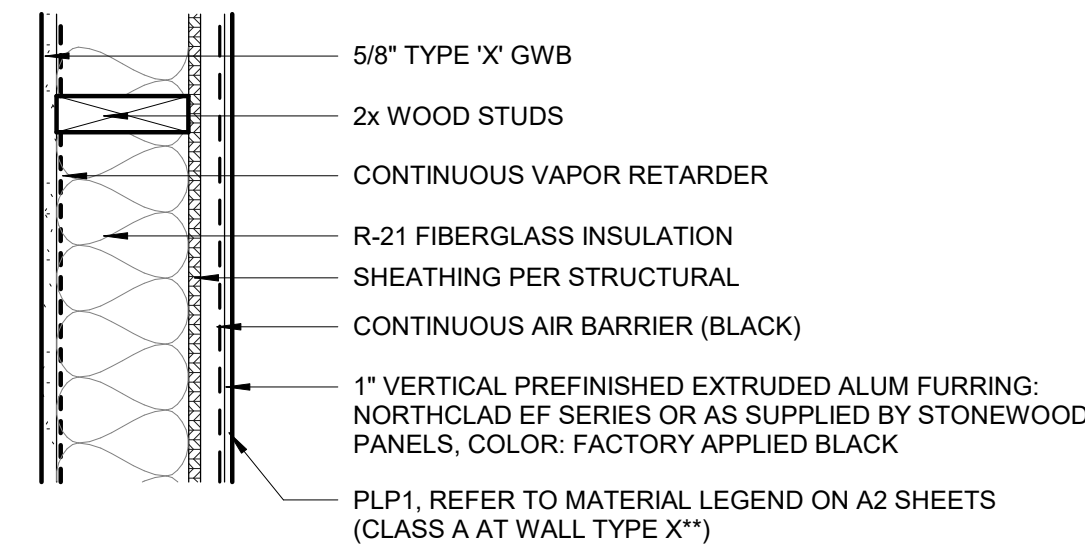 5/8" TYPE 'X' GWB
2x WOOD STUDS
CONTINUOUS VAPOR RETARDER
R-21 FIBERGLASS INSULATION
SHEATHING PER STRUCTURAL
CONTINUOUS AIR BARRIER (BLACK)
1" VERTICAL PREFINISHED EXTRUDED ALUM FURRING:
NORTHCLAD EF SERIES OR AS SUPPLIED BY STONEWOOD
PANELS, COLOR: FACTORY APPLIED BLACK
PLP1, REFER TO MATERIAL LEGEND ON A2 SHEETS
(CLASS A AT WALL TYPE X**)